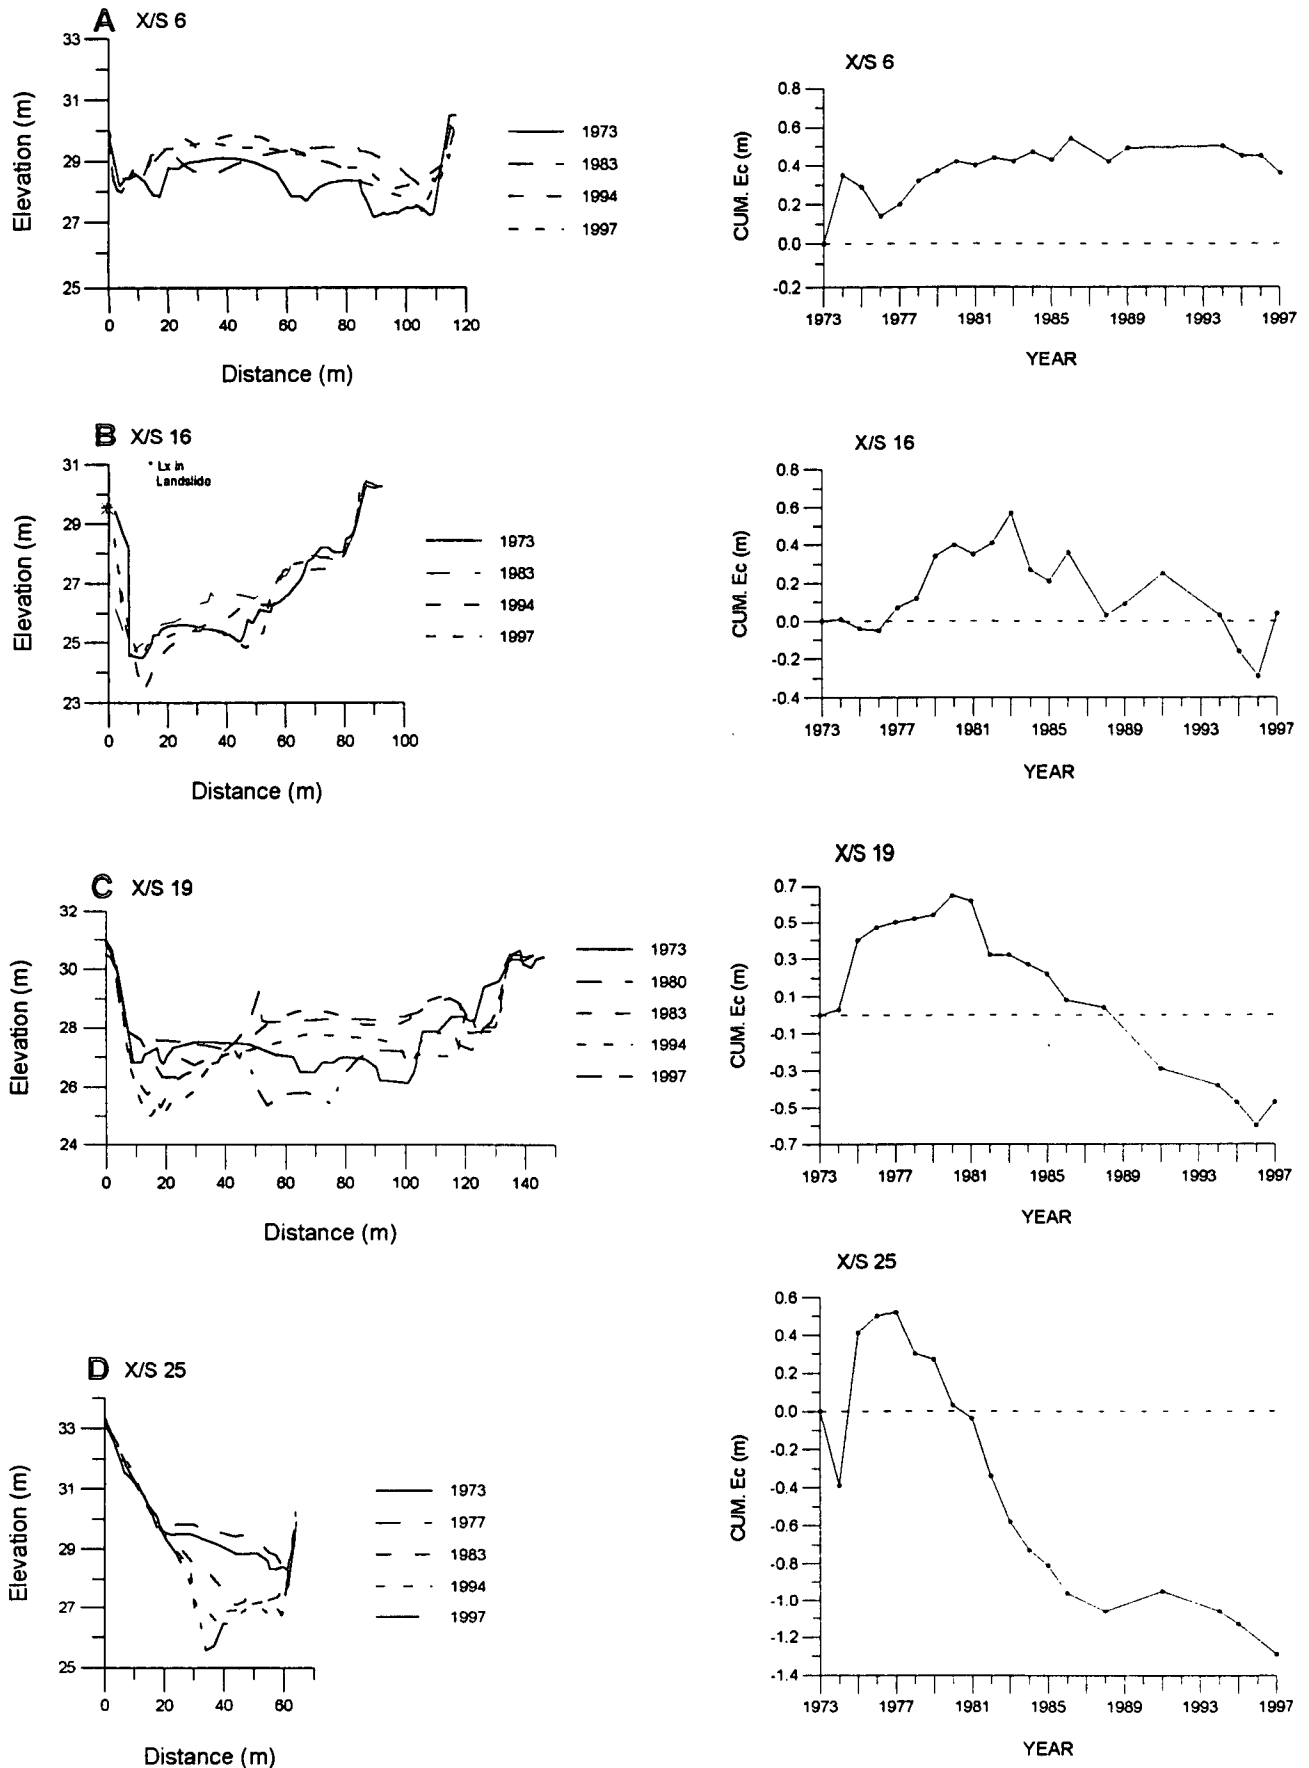 A X/S 6
33
31
29
27
25
Elevation (m)
0 20 40 60 80 100 120
Distance (m)
1973
1983
1994
1997
X/S 6
0.8
0.6
0.4
0.2
0.0
-0.2
CUM. Ec (m)
1973 1977 1981 1985 1989 1993 1997
YEAR
B X/S 16
* Lx in
Landslide
31
29
27
25
23
Elevation (m)
0 20 40 60 80 100
Distance (m)
1973
1983
1994
1997
X/S 16
0.8
0.6
0.4
0.2
0.0
-0.2
-0.4
CUM. Ec (m)
1973 1977 1981 1985 1989 1993 1997
YEAR
C X/S 19
32
30
28
26
24
Elevation (m)
0 20 40 60 80 100 120 140
Distance (m)
1973
1980
1983
1994
1997
X/S 19
0.7
0.5
0.3
0.1
-0.1
-0.3
-0.5
-0.7
CUM. Ec (m)
1973 1977 1981 1985 1989 1993 1997
YEAR
D X/S 25
33
31
29
27
25
Elevation (m)
0 20 40 60
Distance (m)
1973
1977
1983
1994
1997
X/S 25
0.6
0.4
0.2
0.0
-0.2
-0.4
-0.6
-0.8
-1.0
-1.2
-1.4
CUM. Ec (m)
1973 1977 1981 1985 1989 1993 1997
YEAR